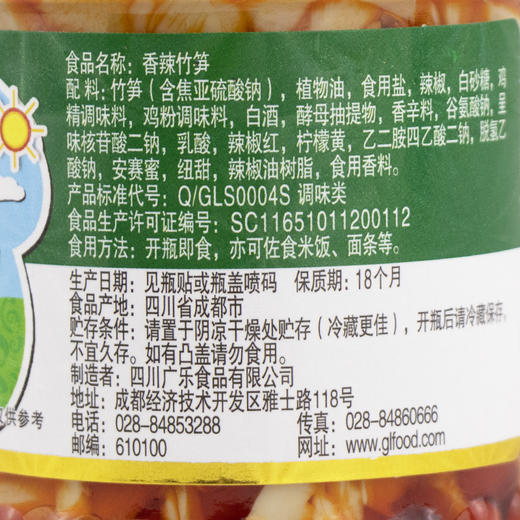 食品名称：香辣竹笋
配料：竹笋（含焦亚硫酸钠），植物油，食用盐，辣椒，白砂糖，鸡
精调味料，鸡粉调味料，白酒，酵母抽提物，香辛料，谷氨酸钠，呈
味核苷酸二钠，乳酸，辣椒红，柠檬黄，乙二胺四乙酸二钠，脱氢乙
酸钠，安赛蜜，纽甜，辣椒油树脂，食用香料。
产品标准代号：Q/GLS0004S 调味类
食品生产许可证编号：SC11651011200112
食用方法：开瓶即食，亦可佐食米饭、面条等。
生产日期：见瓶贴或瓶盖喷码 保质期：18个月
食品产地：四川省成都市
贮存条件：请置于阴凉干燥处贮存（冷藏更佳），开瓶后请冷藏保存，
不宜久存。如有凸盖请勿食用。
制造者：四川广乐食品有限公司
地址：成都经济技术开发区雅士路118号
电话：028-84853288 传真：028-84860666
邮编：610100 网址：www.glfood.com
供参考